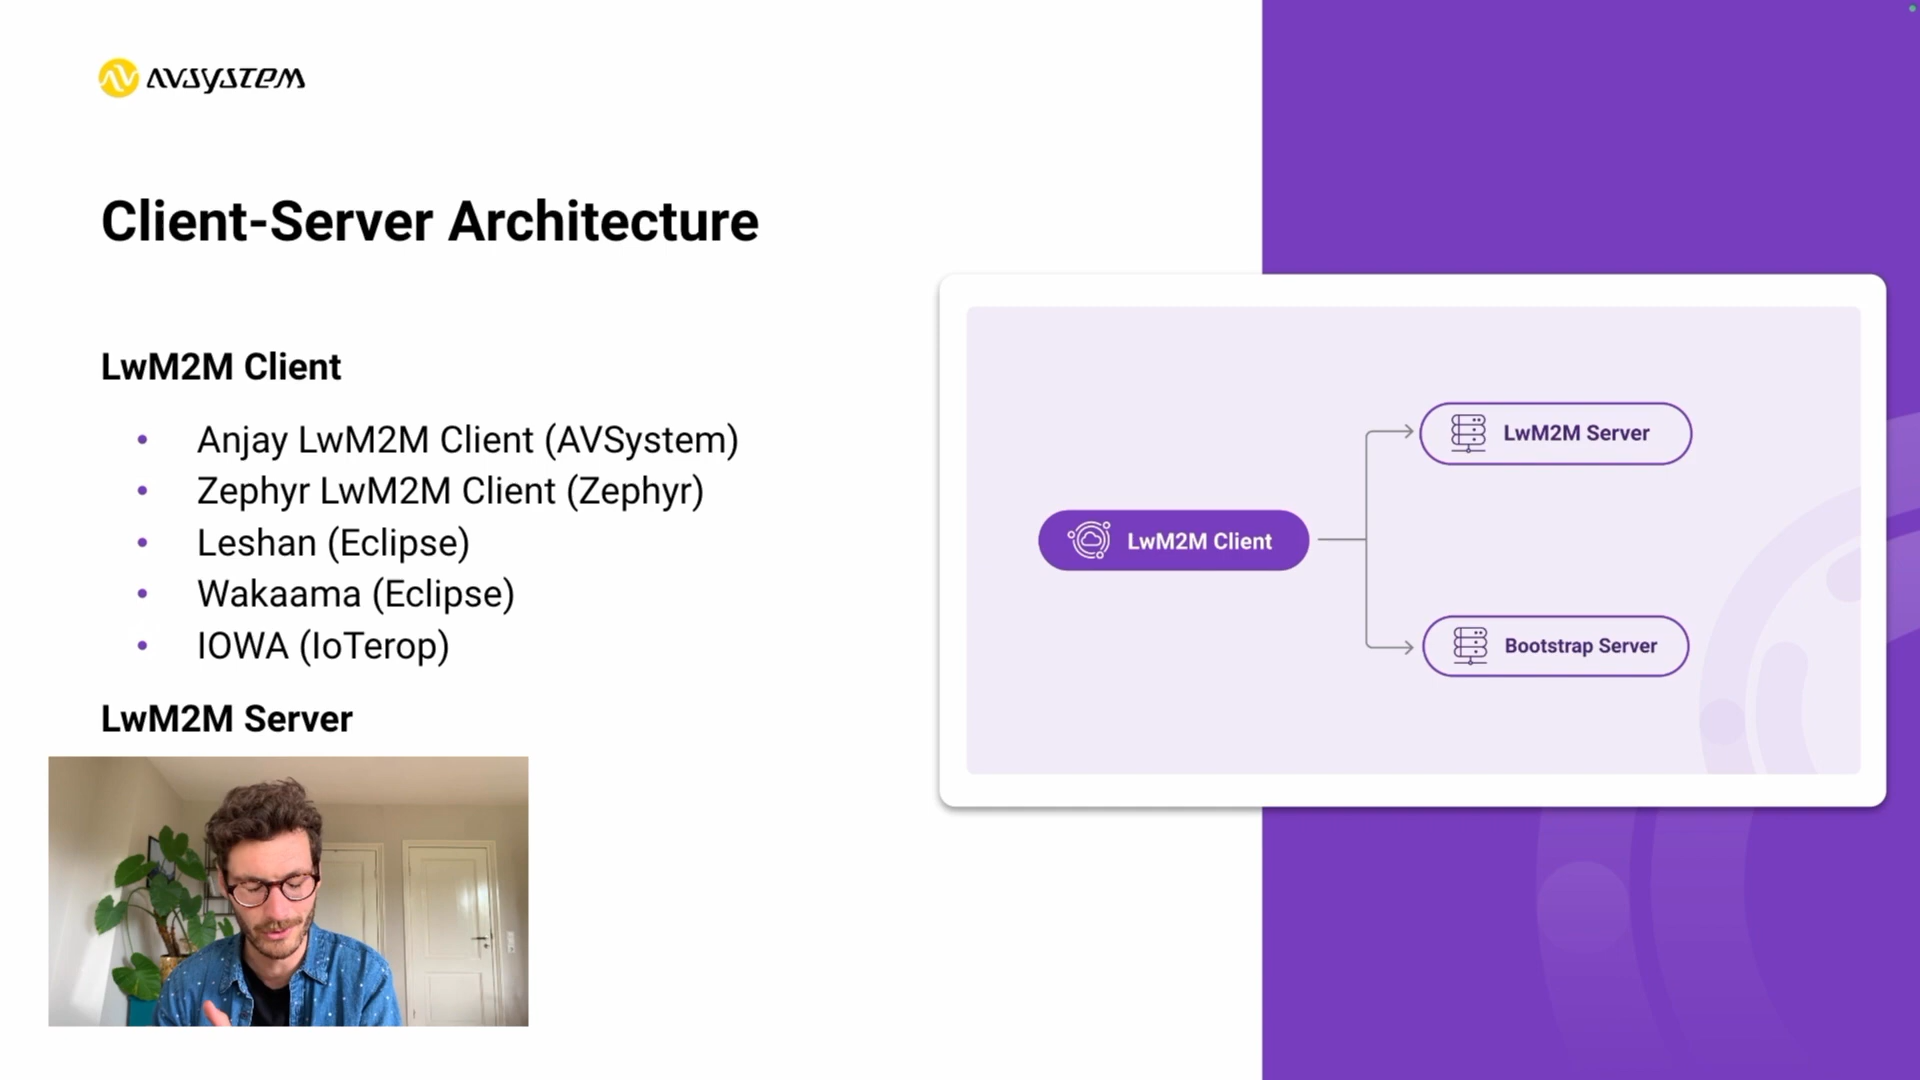 AVSYSTEM
Client-Server Architecture
LwM2M Client
• Anjay LwM2M Client (AVSystem)
• Zephyr LwM2M Client (Zephyr)
• Leshan (Eclipse)
• Wakaama (Eclipse)
• IOWA (IoTerop)
LwM2M Server
LwM2M Server
LwM2M Client
Bootstrap Server